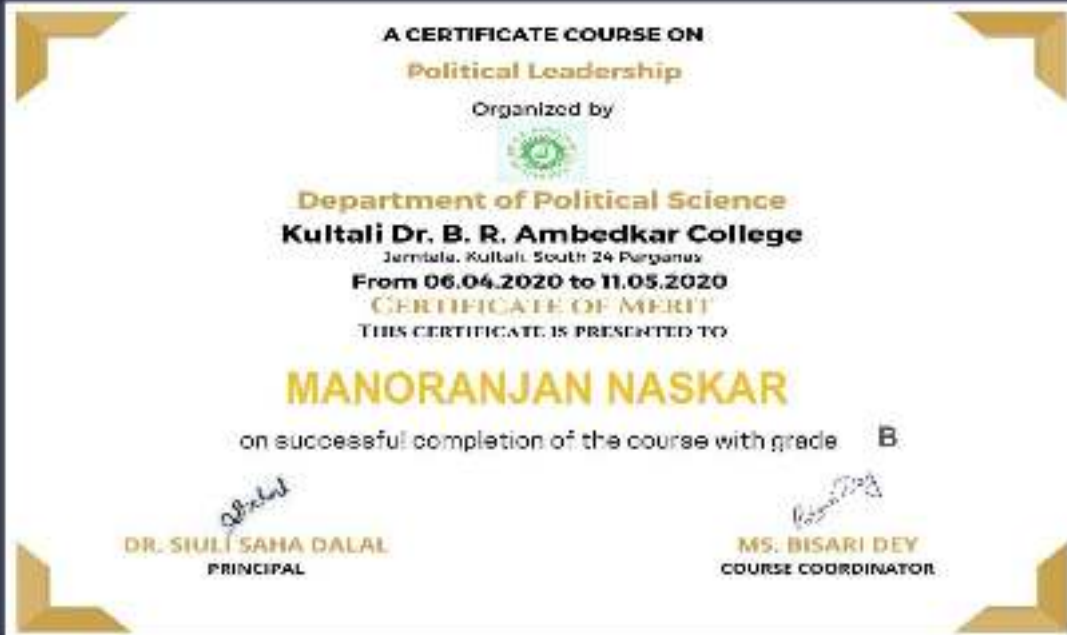 A CERTIFICATE COURSE ON
Political Leadership
Organized by
Department of Political Science
Kultali Dr. B. R. Ambedkar College
Jamtala, Kultali, South 24 Parganas
From 06.04.2020 to 11.05.2020
CERTIFICATE OF MERIT
THIS CERTIFICATE IS PRESENTED TO
MANORANJAN NASKAR
on successful completion of the course with grade B
DR. SIULI SAHA DALAL
PRINCIPAL
MS. BISARI DEY
COURSE COORDINATOR